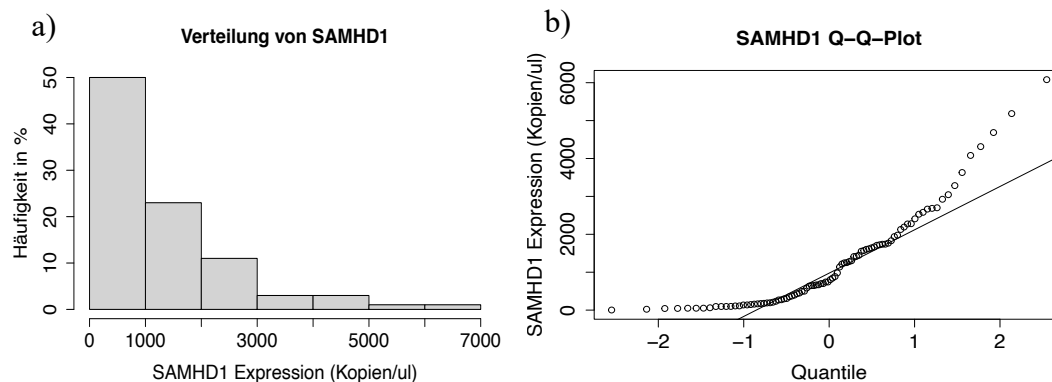 a)
Verteilung von SAMHD1
Häufigkeit in %
50
40
30
20
10
0
0 1000 3000 5000 7000
SAMHD1 Expression (Kopien/ul)
b)
SAMHD1 Q−Q−Plot
SAMHD1 Expression (Kopien/ul)
6000
4000
2000
0
−2 −1 0 1 2
Quantile